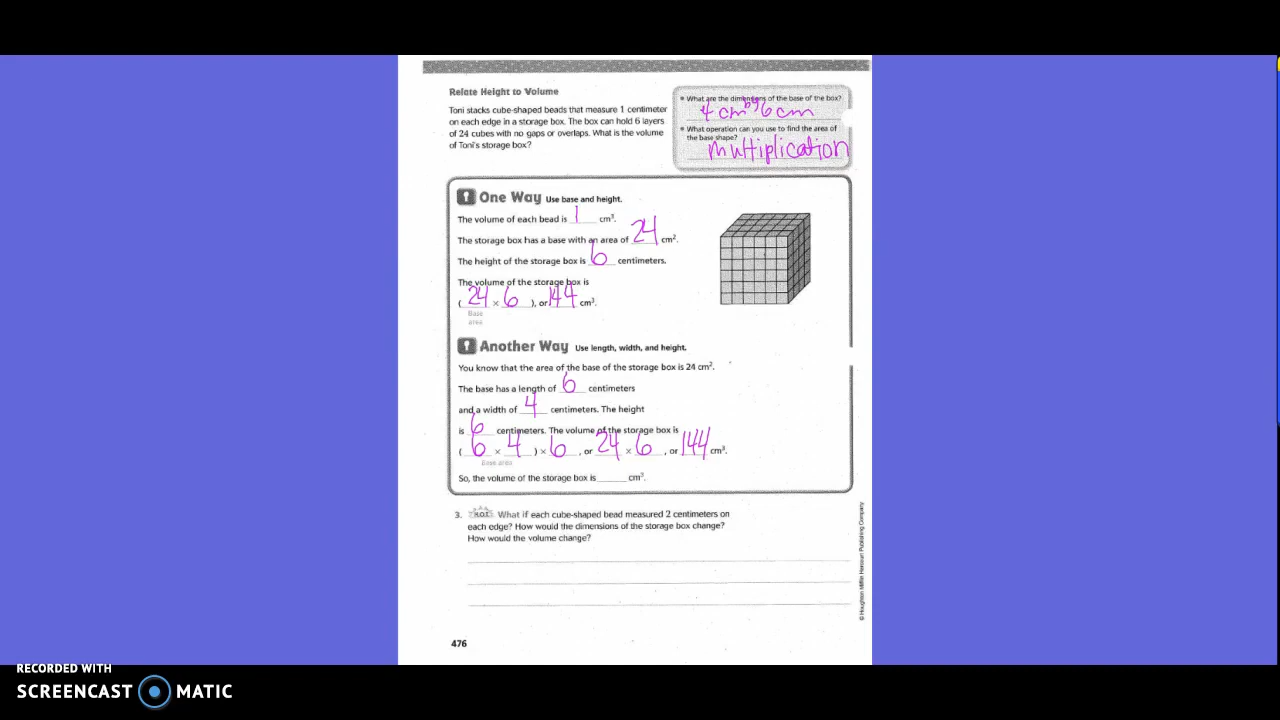 Relate Height to Volume
Toni stacks cube-shaped beads that measure 1 centimeter
on each edge in a storage box. The box can hold 6 layers
of 24 cubes with no gaps or overlaps. What is the volume
of Toni's storage box?
• What are the dimensions of the base of the box?
4 cm by 6 cm
• What operation can you use to find the area of
the base shape?
multiplication
One Way Use base and height.
The volume of each bead is 1 cm³.
The storage box has a base with an area of 24 cm².
The height of the storage box is 6 centimeters.
The volume of the storage box is
( 24 × 6 ), or 144 cm³.
Base
area
Another Way Use length, width, and height.
You know that the area of the base of the storage box is 24 cm².
The base has a length of 6 centimeters
and a width of 4 centimeters. The height
is 6 centimeters. The volume of the storage box is
( 6 × 4 ) × 6, or 24 × 6, or 144 cm³.
Base area
So, the volume of the storage box is ______ cm³.
3. H.O.T. What if each cube-shaped bead measured 2 centimeters on
each edge? How would the dimensions of the storage box change?
How would the volume change?
© Houghton Mifflin Harcourt Publishing Company
476
RECORDED WITH
SCREENCAST MATIC